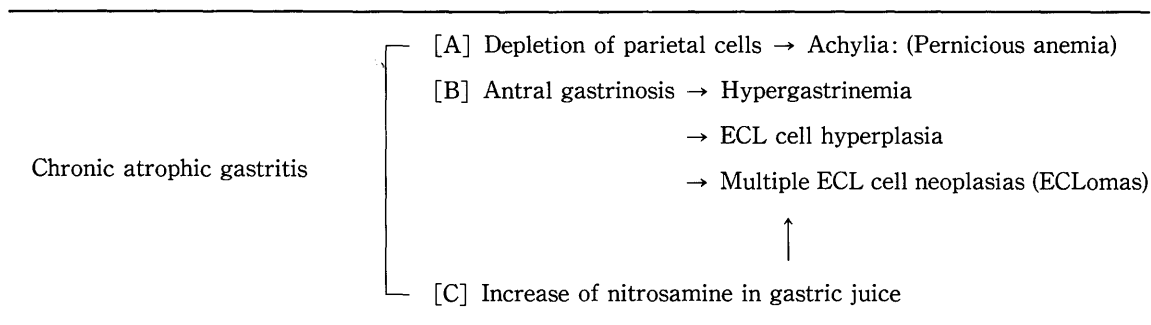 [A] Depletion of parietal cells → Achylia: (Pernicious anemia)
[B] Antral gastrinosis → Hypergastrinemia
→ ECL cell hyperplasia
Chronic atrophic gastritis
→ Multiple ECL cell neoplasias (ECLomas)
↑
[C] Increase of nitrosamine in gastric juice